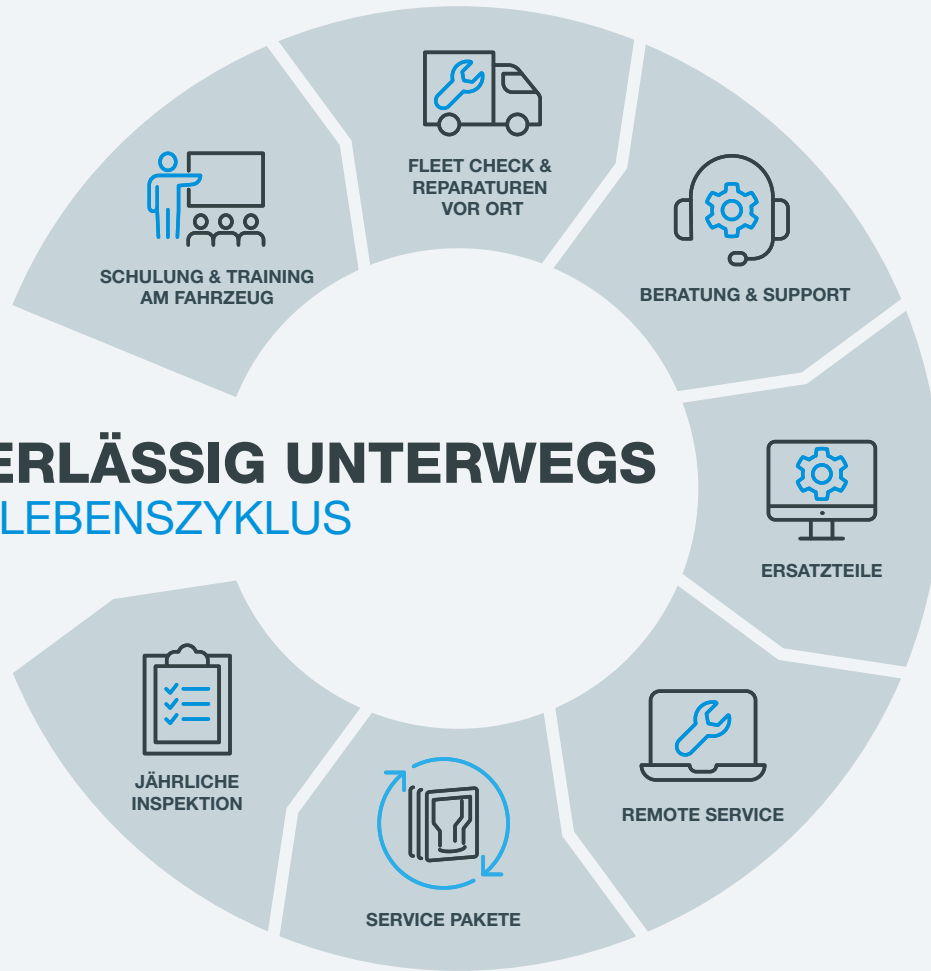 FLEET CHECK &
REPARATUREN
VOR ORT
SCHULUNG & TRAINING
AM FAHRZEUG
BERATUNG & SUPPORT
ERLÄSSIG UNTERWEGS
LEBENSZYKLUS
ERSATZTEILE
JÄHRLICHE
INSPEKTION
REMOTE SERVICE
SERVICE PAKETE